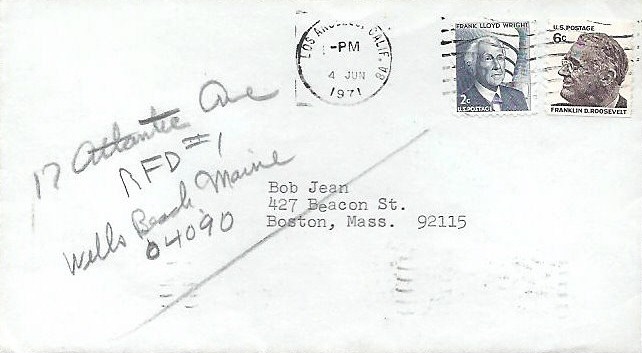 LOS ANGELES, CALIF. V8
-PM
4 JUN
1971
FRANK LLOYD WRIGHT
2c
U.S. POSTAGE
U.S. POSTAGE
6c
FRANKLIN D. ROOSEVELT
17 Atlantic Ave
RFD #1
Wells Beach, Maine
04090
Bob Jean
427 Beacon St.
Boston, Mass. 92115